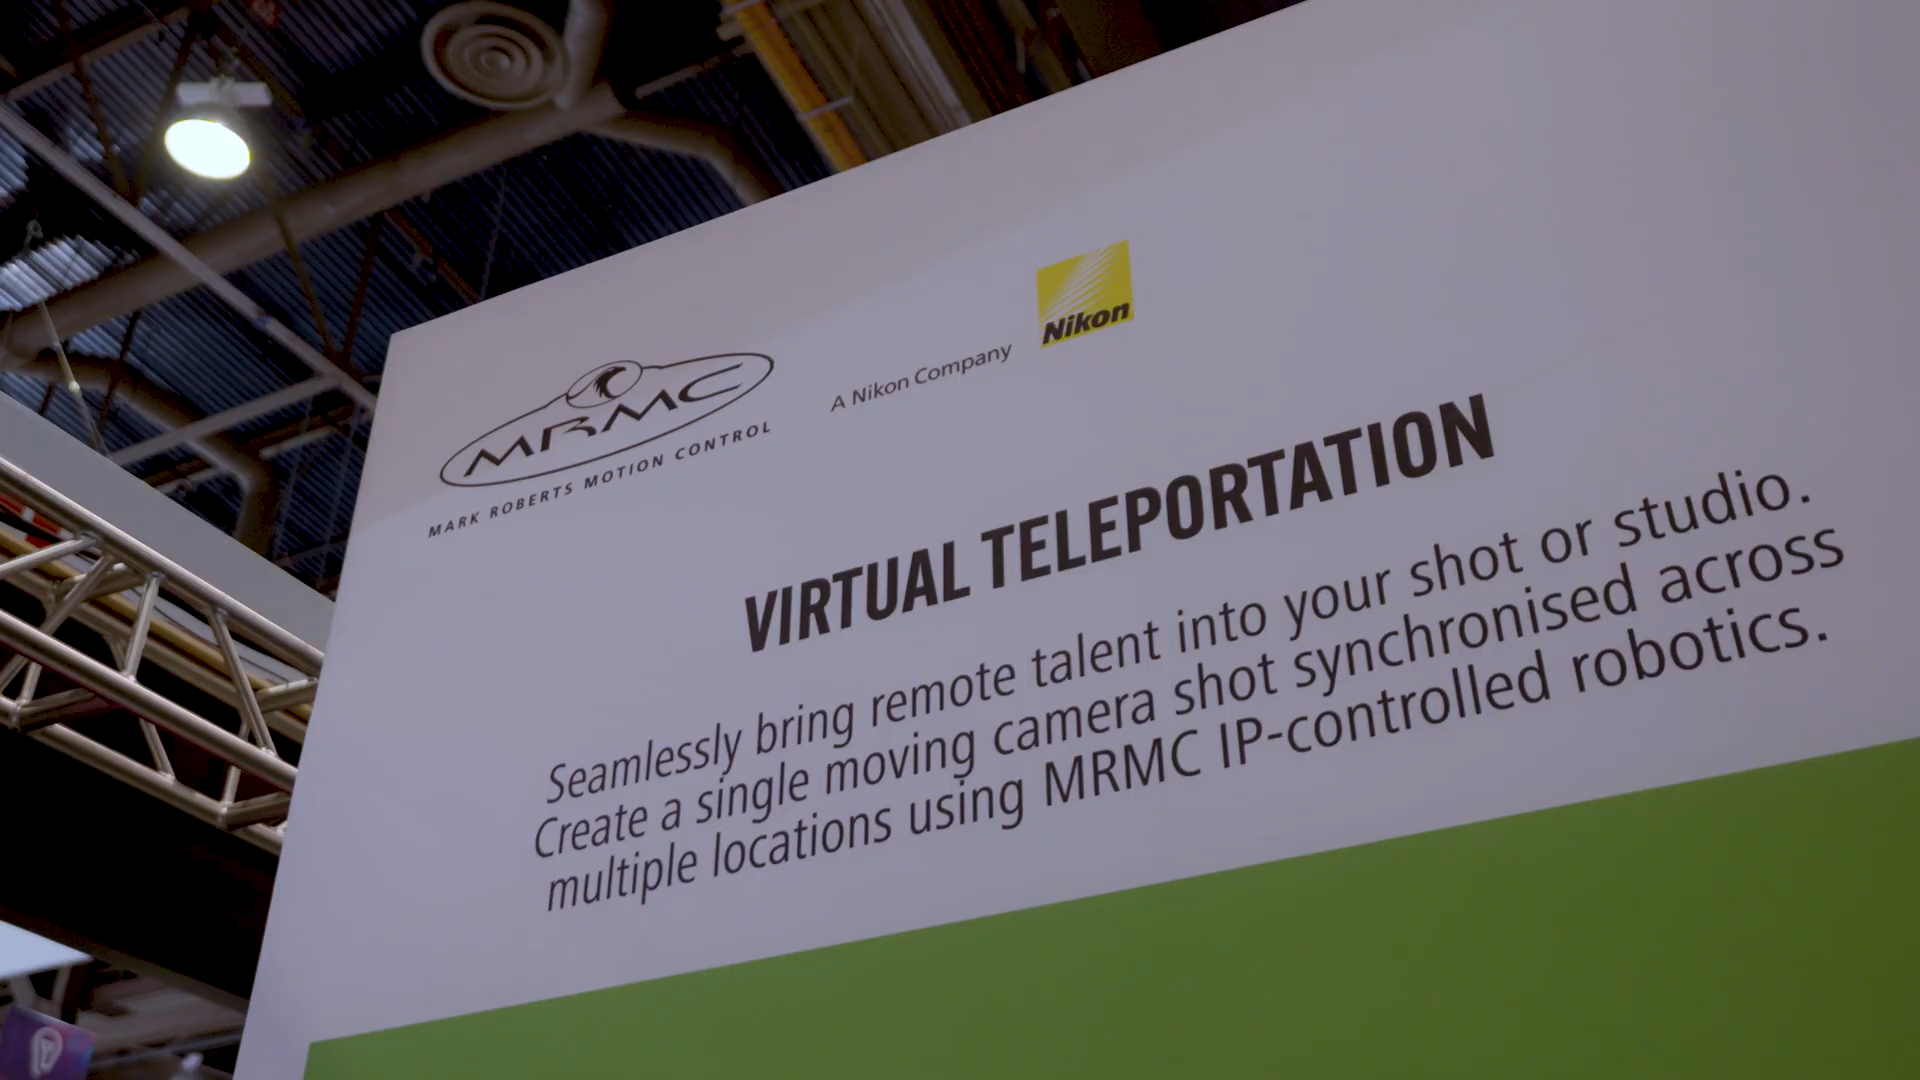 MRMC
MARK ROBERTS MOTION CONTROL
A Nikon Company
Nikon
VIRTUAL TELEPORTATION
Seamlessly bring remote talent into your shot or studio.
Create a single moving camera shot synchronised across
multiple locations using MRMC IP-controlled robotics.